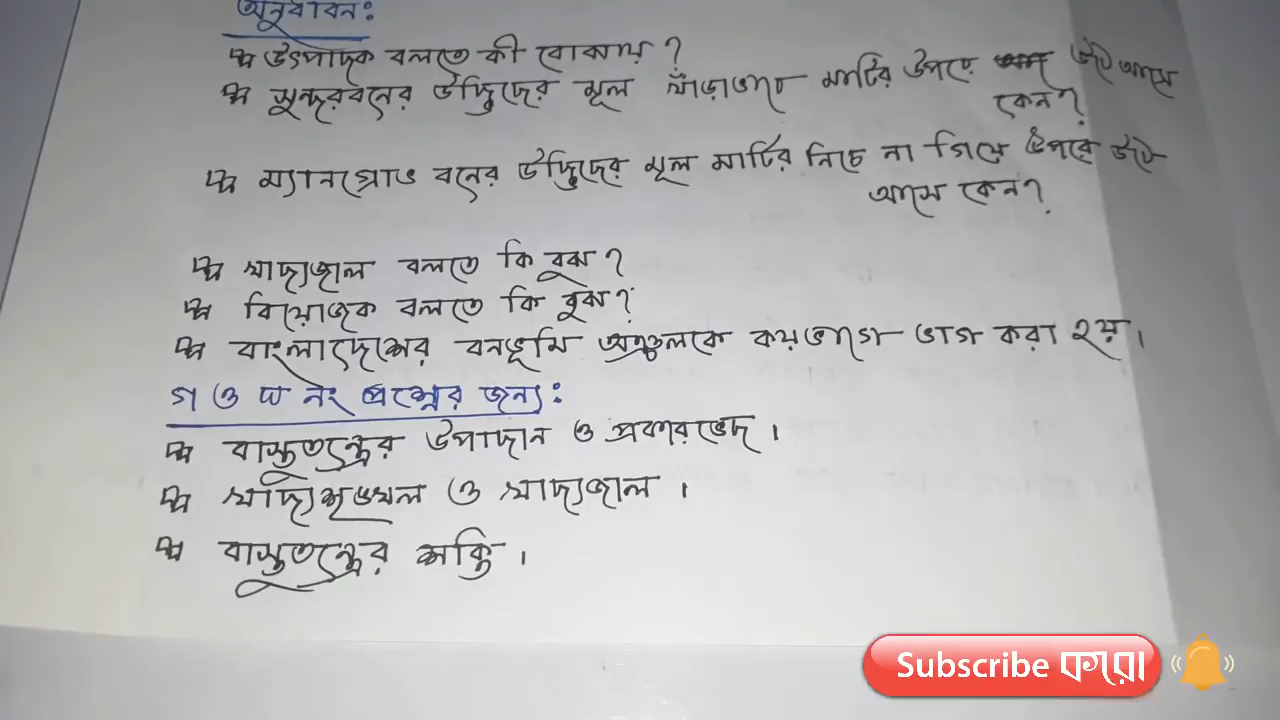 অনুধাবন:
উৎপাদক বলতে কী বোঝায় ?
সুন্দরবনের উদ্ভিদের মূল খাঁড়াভাবে মাটির উপরে উঠে আসে
কেন?
ম্যানগ্রোভ বনের উদ্ভিদের মূল মাটির নিচে না গিয়ে উপরে উঠে
আসে কেন?
খাদ্যজাল বলতে কি বুঝ ?
বিয়োজক বলতে কি বুঝ ?
বাংলাদেশের বনভূমি অঞ্চলকে কয়ভাগে ভাগ করা হয়।
গ ও ঘ নং প্রশ্নের জন্য:
বাস্তুতন্ত্রের উপাদান ও প্রকারভেদ ।
খাদ্যশৃঙখল ও খাদ্যজাল ।
বাস্তুতন্ত্রের শক্তি ।
Subscribe করো